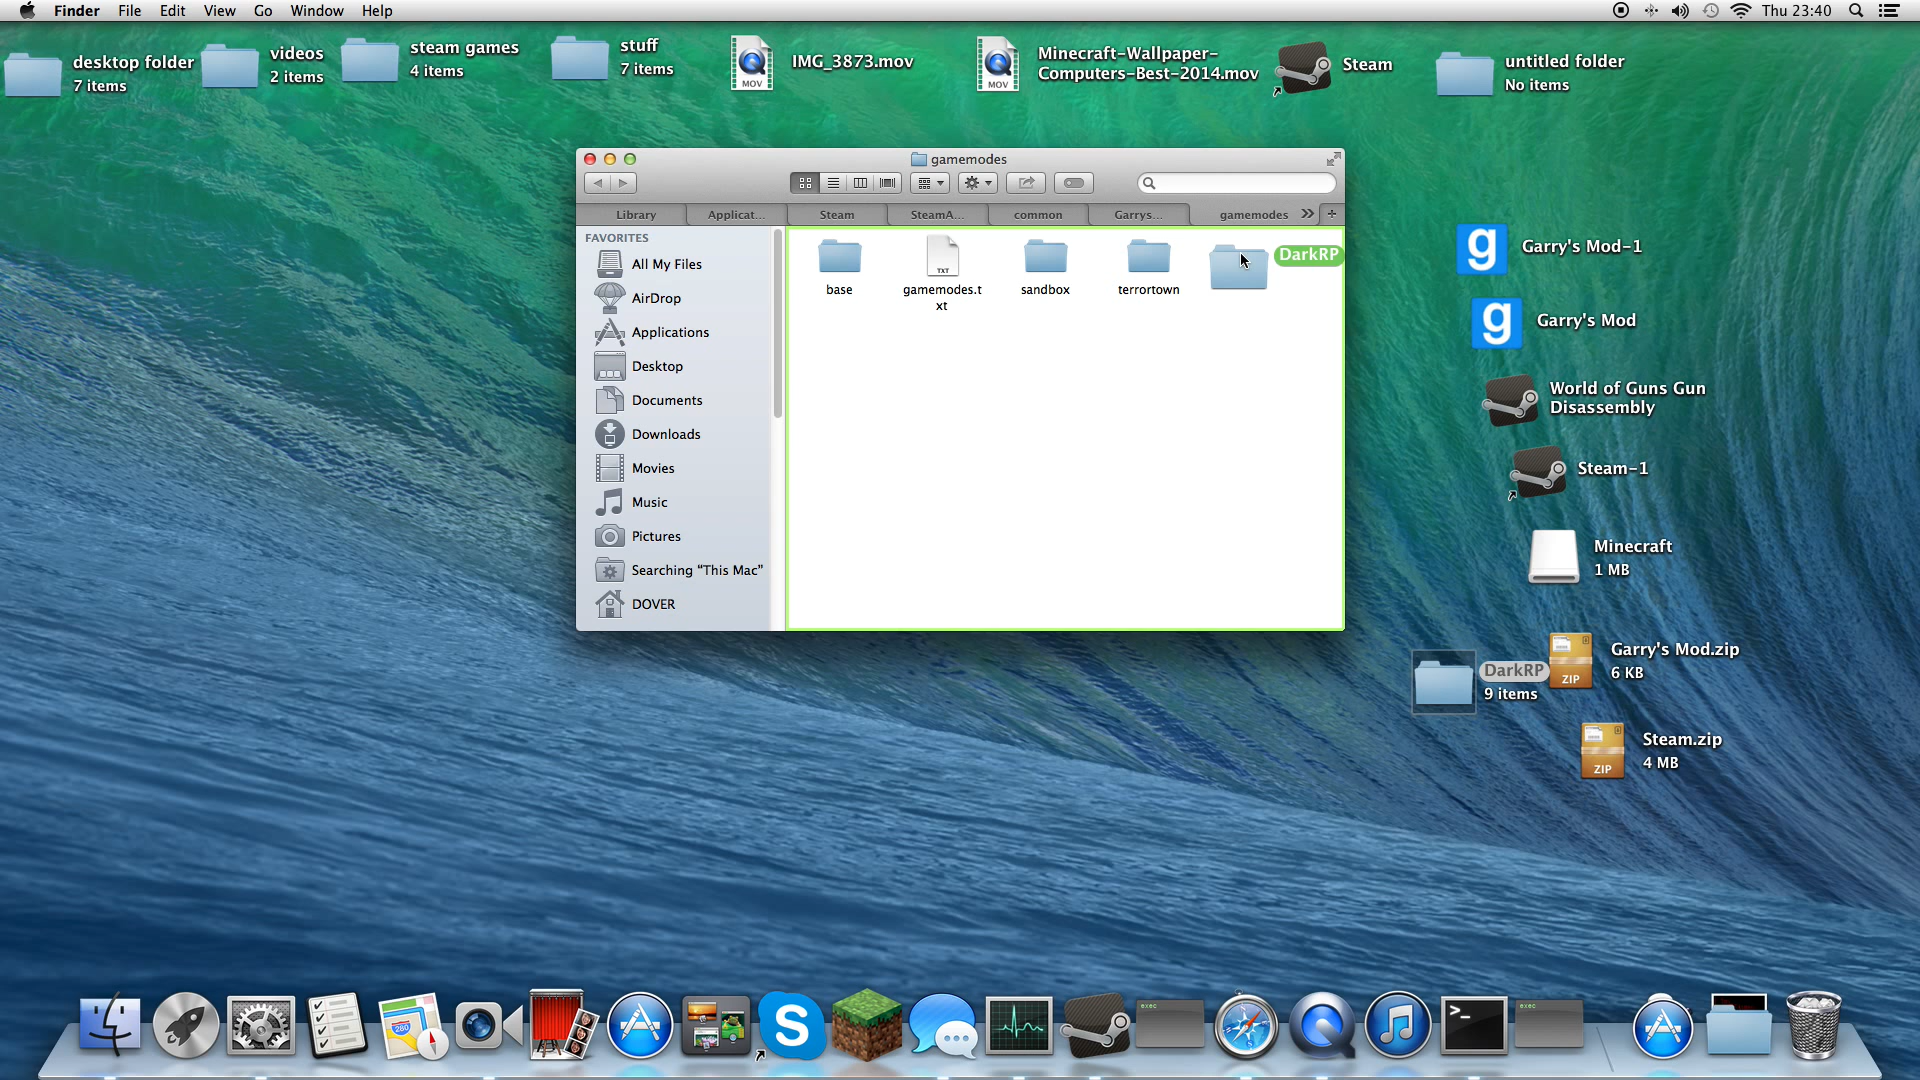 Finder File Edit View Go Window Help
Thu 23:40
desktop folder
7 items
videos
2 items
steam games
4 items
stuff
7 items
MOV
IMG_3873.mov
MOV
Minecraft-Wallpaper-
Computers-Best-2014.mov
Steam
untitled folder
No items
gamemodes
Library Applicat... Steam SteamA... common Garrys... gamemodes
FAVORITES
All My Files
AirDrop
Applications
Desktop
Documents
Downloads
Movies
Music
Pictures
Searching “This Mac”
DOVER
base
TXT
gamemodes.t
xt
sandbox
terrortown
DarkRP
g
Garry's Mod-1
g
Garry's Mod
World of Guns Gun
Disassembly
Steam-1
Minecraft
1 MB
DarkRP
9 items
ZIP
Garry's Mod.zip
6 KB
ZIP
Steam.zip
4 MB
280
S
exec
>_
exec